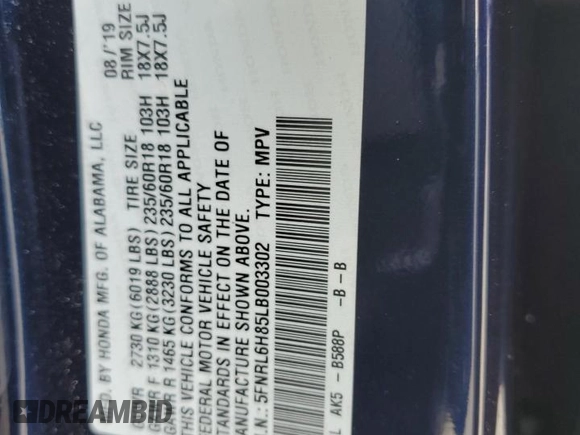 D. BY HONDA MFG. OF ALABAMA, LLC 08/'19
2730 KG (6019 LBS) TIRE SIZE RIM SIZE
R F 1310 KG (2888 LBS) 235/60R18 103H 18X7.5J
R R 1465 KG (3230 LBS) 235/60R18 103H 18X7.5J
THIS VEHICLE CONFORMS TO ALL APPLICABLE
FEDERAL MOTOR VEHICLE SAFETY
STANDARDS IN EFFECT ON THE DATE OF
MANUFACTURE SHOWN ABOVE.
I.N.: 5FNRL6H85LB003302 TYPE: MPV
L AK5 - B588P -B -B
©REDFINDER